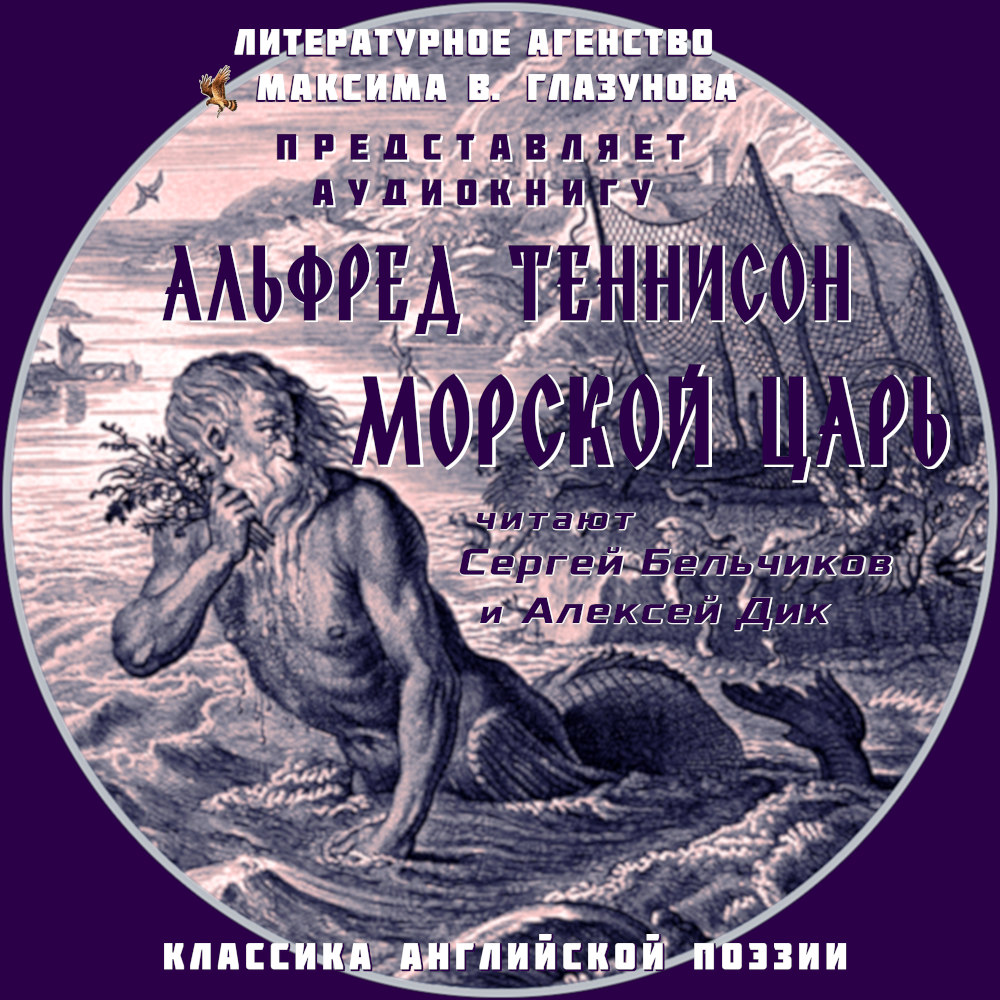 ЛИТЕРАТУРНОЕ АГЕНСТВО
МАКСИМА В. ГЛАЗУНОВА
ПРЕДСТАВЛЯЕТ
АУДИОКНИГУ
АЛЬФРЕД ТЕННИСОН
МОРСКОЙ ЦАРЬ
читают
Сергей Бельчиков
и Алексей Дик
КЛАССИКА АНГЛИЙСКОЙ ПОЭЗИИ